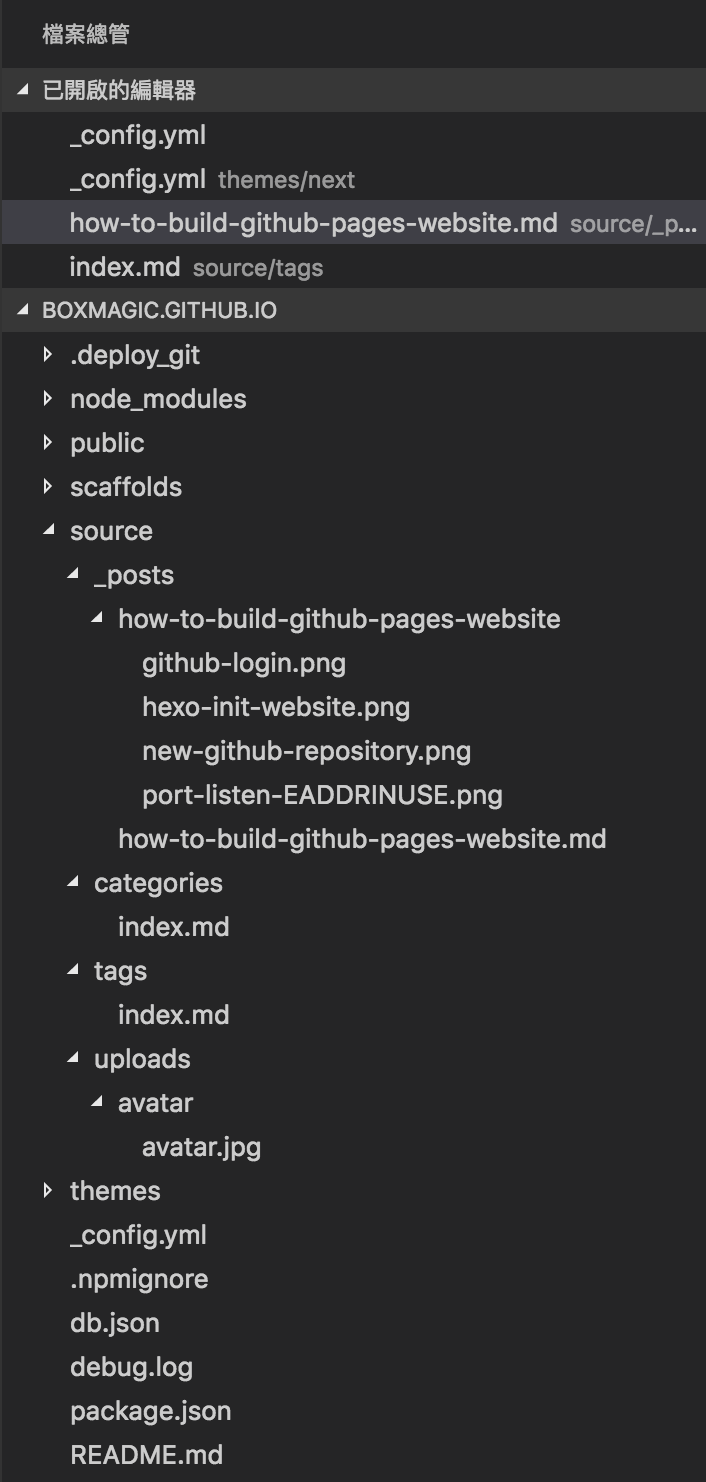 檔案總管
已開啟的編輯器
_config.yml
_config.yml themes/next
how-to-build-github-pages-website.md source/_p...
index.md source/tags
BOXMAGIC.GITHUB.IO
.deploy_git
node_modules
public
scaffolds
source
_posts
how-to-build-github-pages-website
github-login.png
hexo-init-website.png
new-github-repository.png
port-listen-EADDRINUSE.png
how-to-build-github-pages-website.md
categories
index.md
tags
index.md
uploads
avatar
avatar.jpg
themes
_config.yml
.npmignore
db.json
debug.log
package.json
README.md